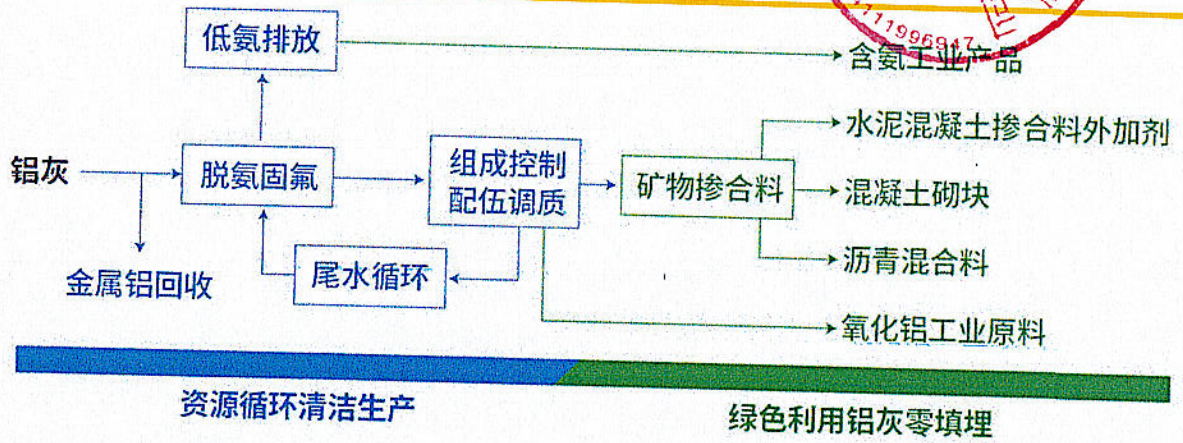 1111996947
低氨排放
含氨工业产品
水泥混凝土掺合料外加剂
铝灰
脱氨固氟
组成控制
配伍调质
矿物掺合料
混凝土砌块
尾水循环
沥青混合料
金属铝回收
氧化铝工业原料
资源循环清洁生产
绿色利用铝灰零填埋